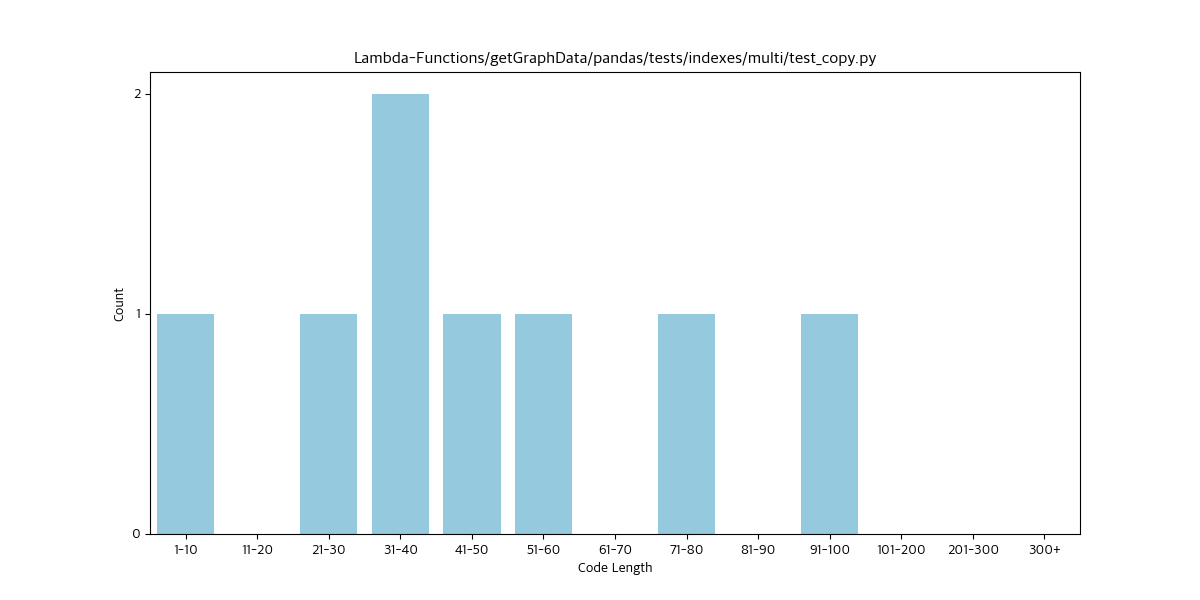 Lambda-Functions/getGraphData/pandas/tests/indexes/multi/test_copy.py
2
1
0
Count
1-10 11-20 21-30 31-40 41-50 51-60 61-70 71-80 81-90 91-100 101-200 201-300 300+
Code Length